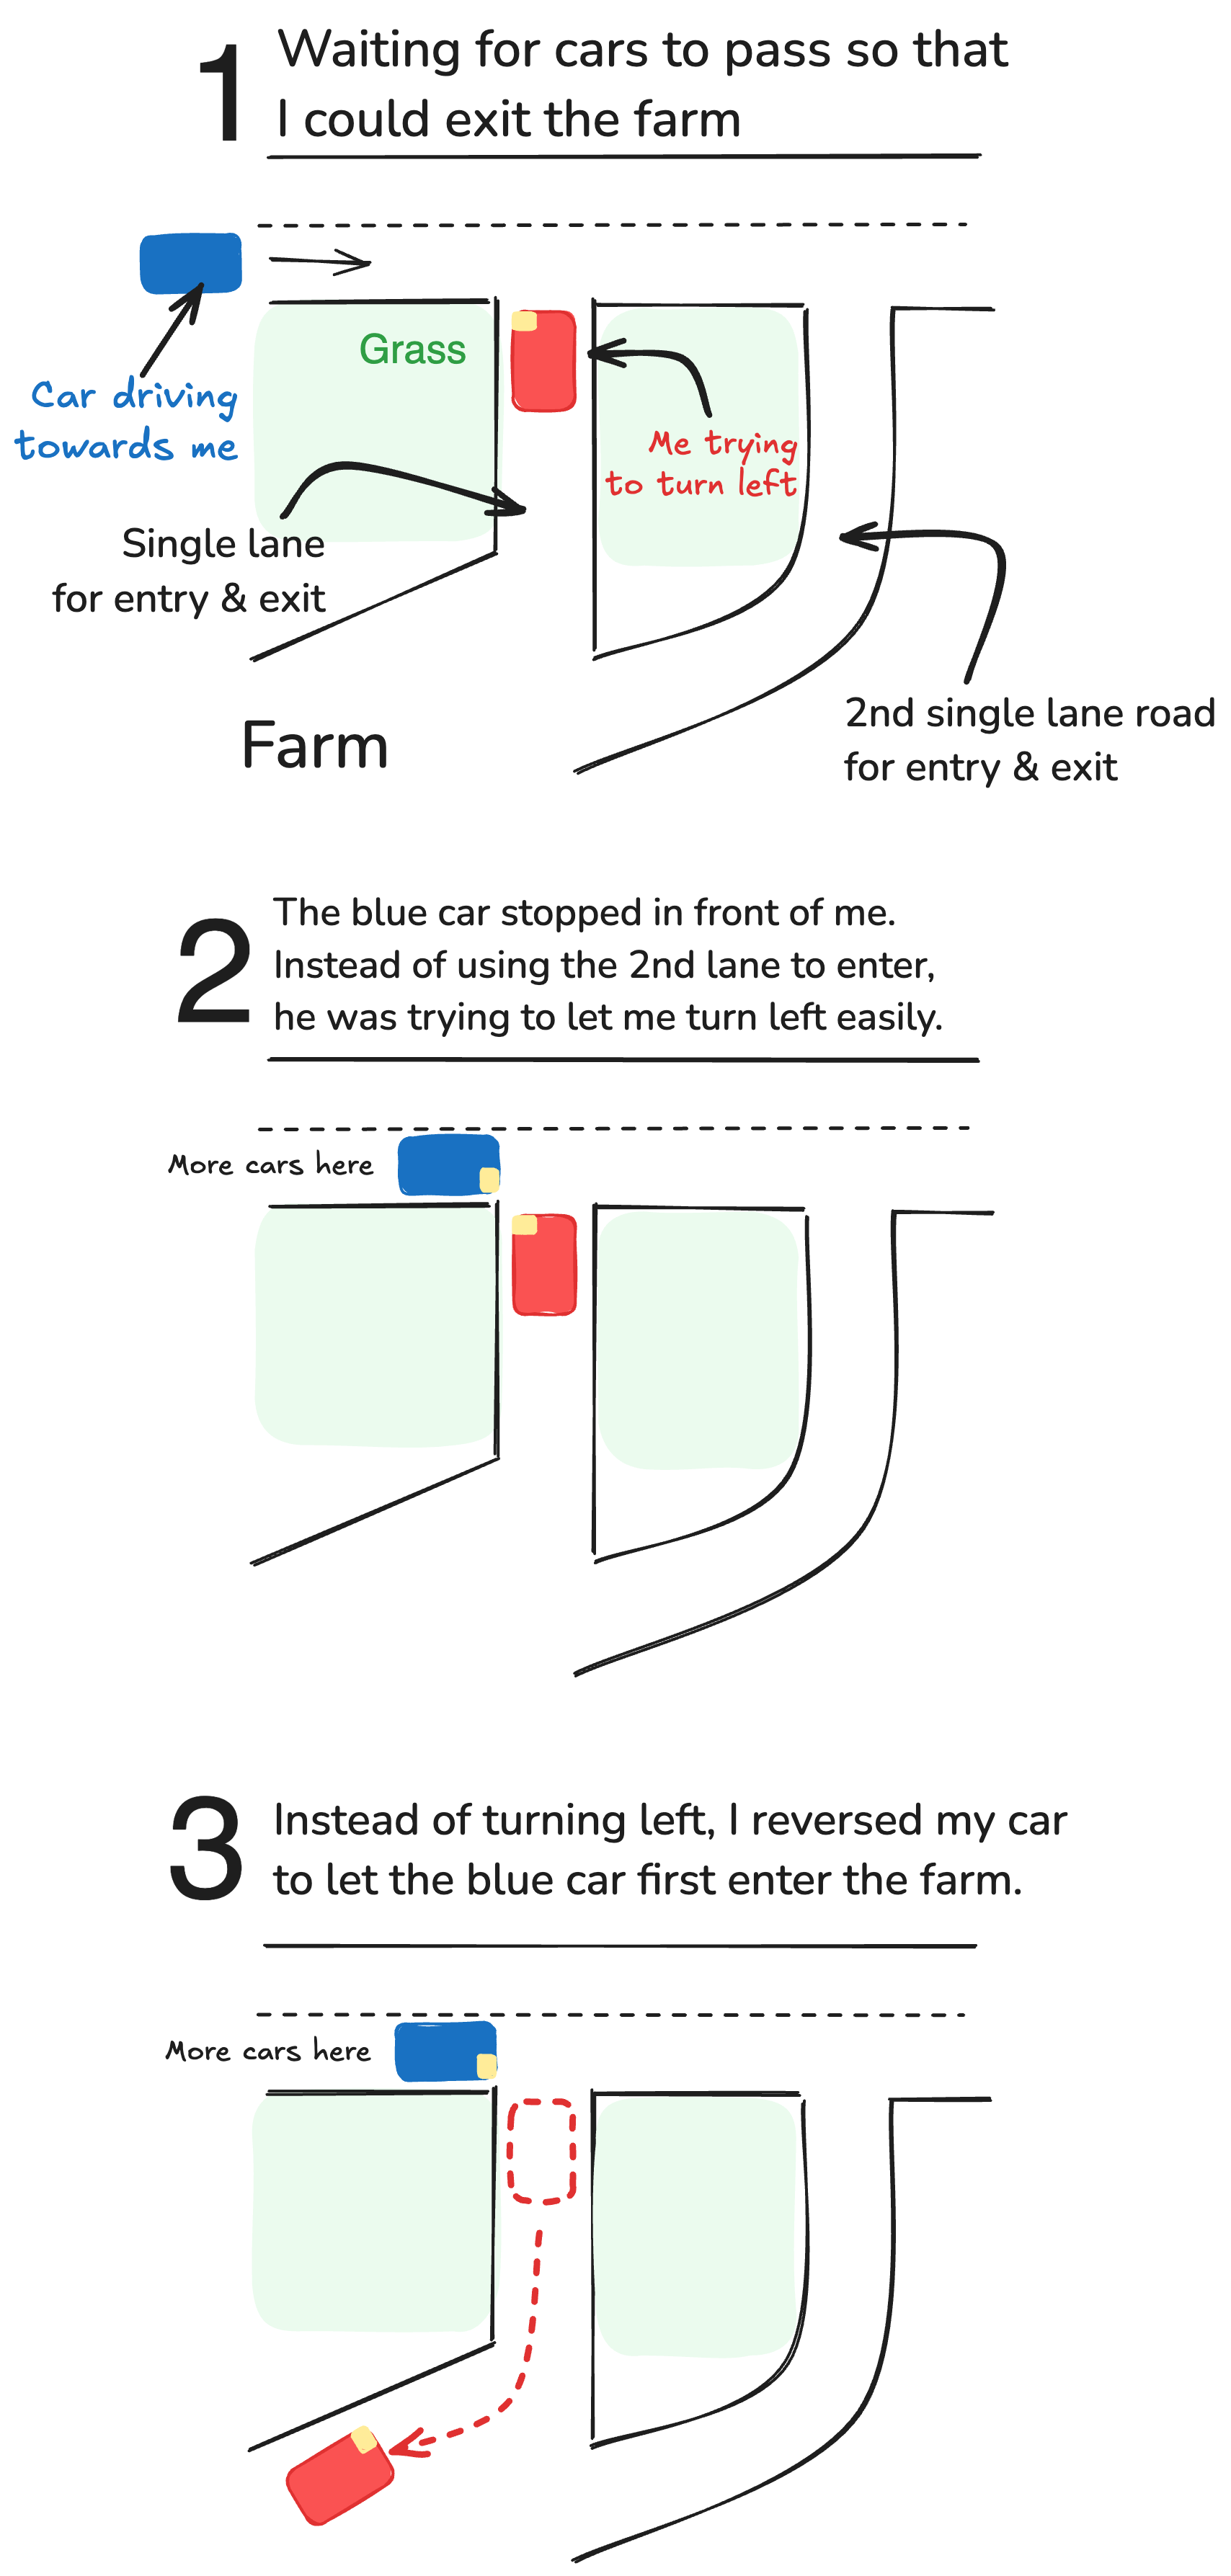 1
Waiting for cars to pass so that
I could exit the farm
Grass
Car driving
towards me
Me trying
to turn left
Single lane
for entry & exit
2nd single lane road
for entry & exit
Farm
2
The blue car stopped in front of me.
Instead of using the 2nd lane to enter,
he was trying to let me turn left easily.
More cars here
3
Instead of turning left, I reversed my car
to let the blue car first enter the farm.
More cars here